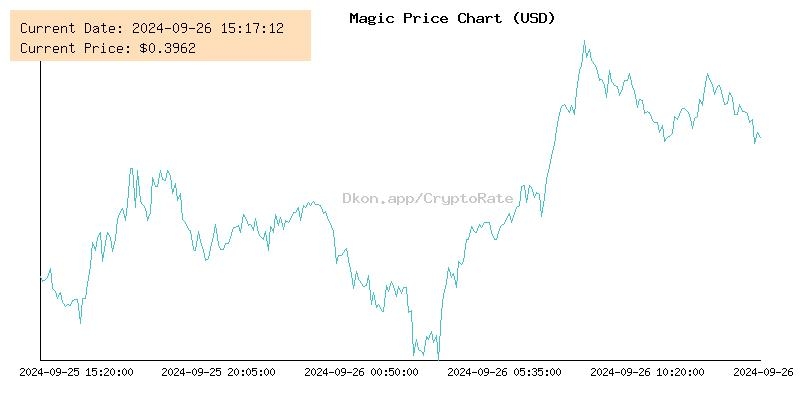 Magic Price Chart (USD)
Current Date: 2024-09-26 15:17:12
Current Price: $0.3962
Dkon.app/CryptoRate
2024-09-25 15:20:00 2024-09-25 20:05:00 2024-09-26 00:50:00 2024-09-26 05:35:00 2024-09-26 10:20:00 2024-09-26